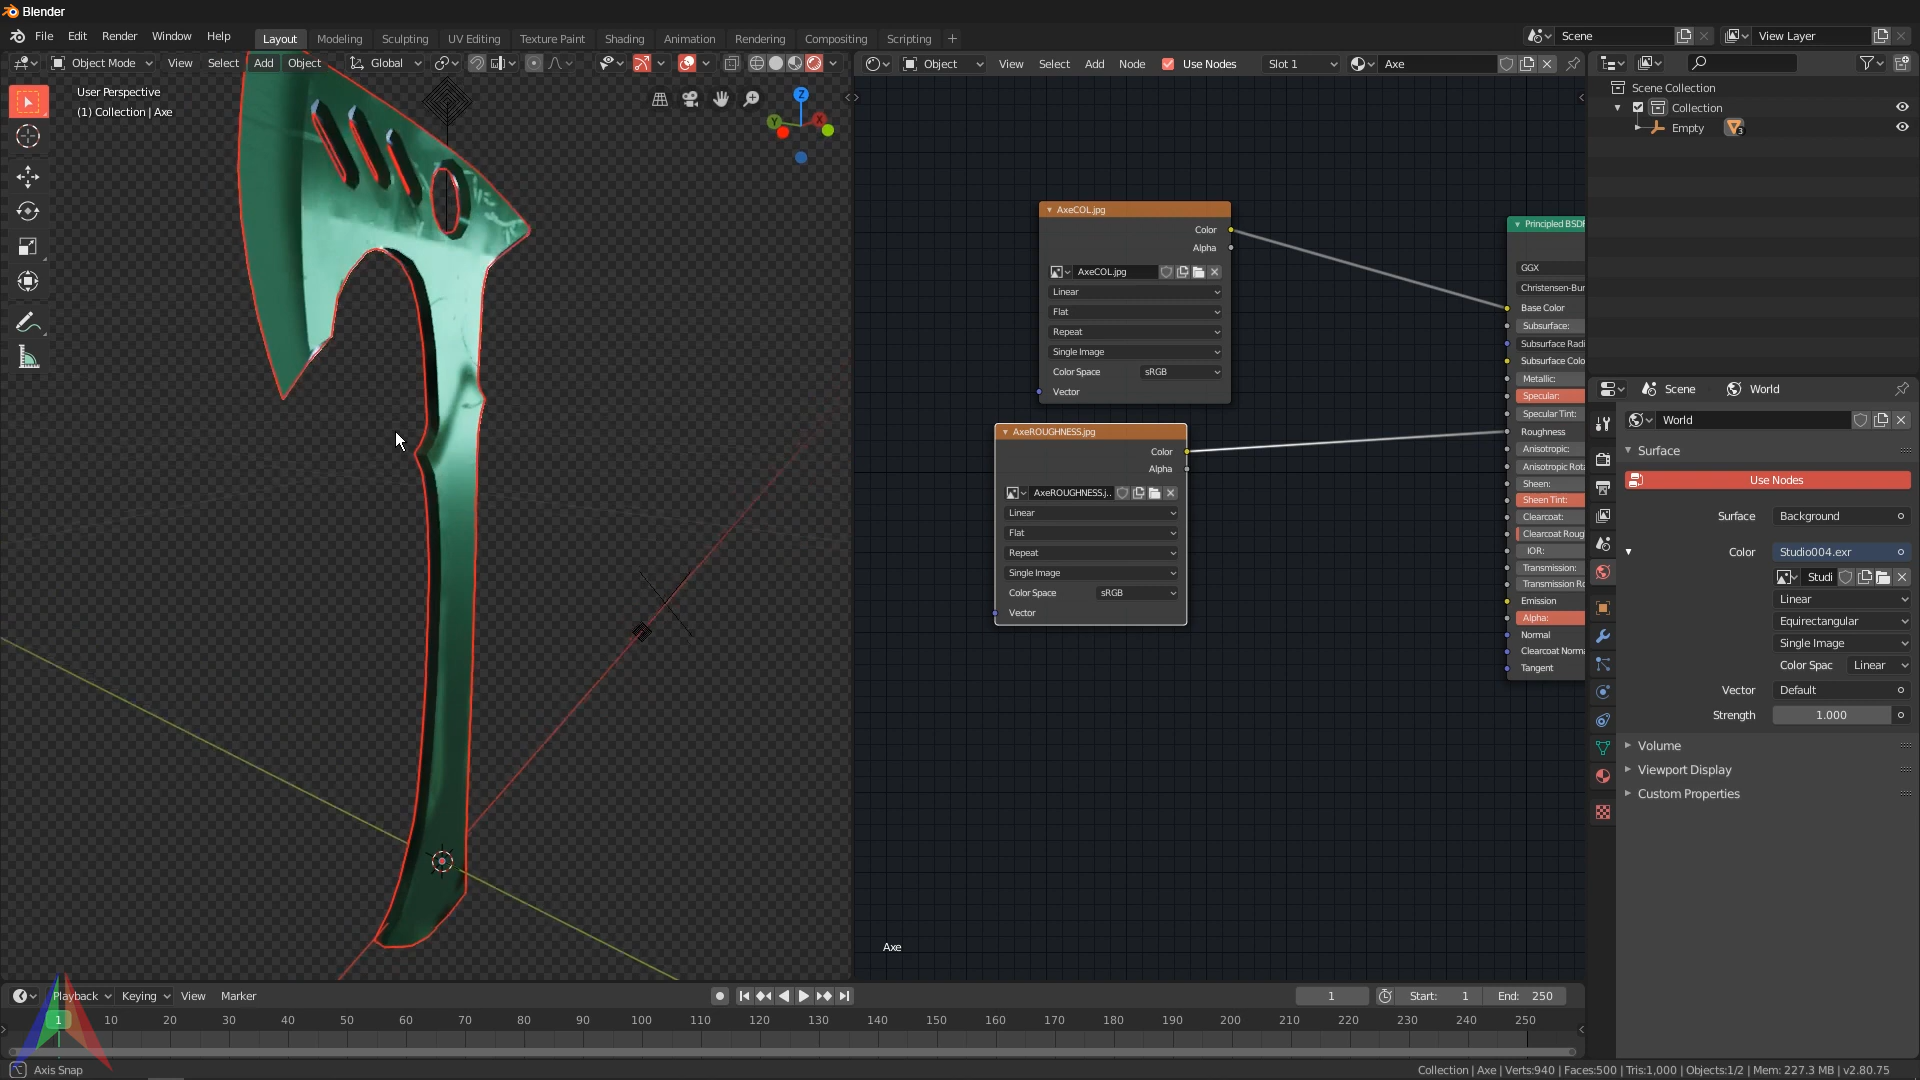 Blender
File Edit Render Window Help
Layout Modeling Sculpting UV Editing Texture Paint Shading Animation Rendering Compositing Scripting
Scene View Layer
Object Mode View Select Add Object Global
Object View Select Add Node Use Nodes Slot 1 Axe
User Perspective
(1) Collection | Axe
Z
Y
X
AxeCOL.jpg
Color
Alpha
AxeCOL.jpg
Linear
Flat
Repeat
Single Image
Color Space sRGB
Vector
AxeROUGHNESS.jpg
Color
Alpha
AxeROUGHNESS.j..
Linear
Flat
Repeat
Single Image
Color Space sRGB
Vector
Principled BSDF
GGX
Christensen-Bur
Base Color
Subsurface:
Subsurface Radi
Subsurface Colo
Metallic:
Specular:
Specular Tint:
Roughness
Anisotropic:
Anisotropic Rota
Sheen:
Sheen Tint:
Clearcoat:
Clearcoat Roug
IOR:
Transmission:
Transmission Ro
Emission
Alpha:
Normal
Clearcoat Norma
Tangent
Axe
Scene Collection
Collection
Empty 3
Scene World
World
Surface
Use Nodes
Surface Background
Color Studio004.exr
Studi
Linear
Equirectangular
Single Image
Color Spac Linear
Vector Default
Strength 1.000
Volume
Viewport Display
Custom Properties
Playback Keying View Marker
1 Start: 1 End: 250
1 10 20 30 40 50 60 70 80 90 100 110 120 130 140 150 160 170 180 190 200 210 220 230 240 250
Axis Snap
Collection | Axe | Verts:940 | Faces:500 | Tris:1,000 | Objects:1/2 | Mem: 227.3 MB | v2.80.75